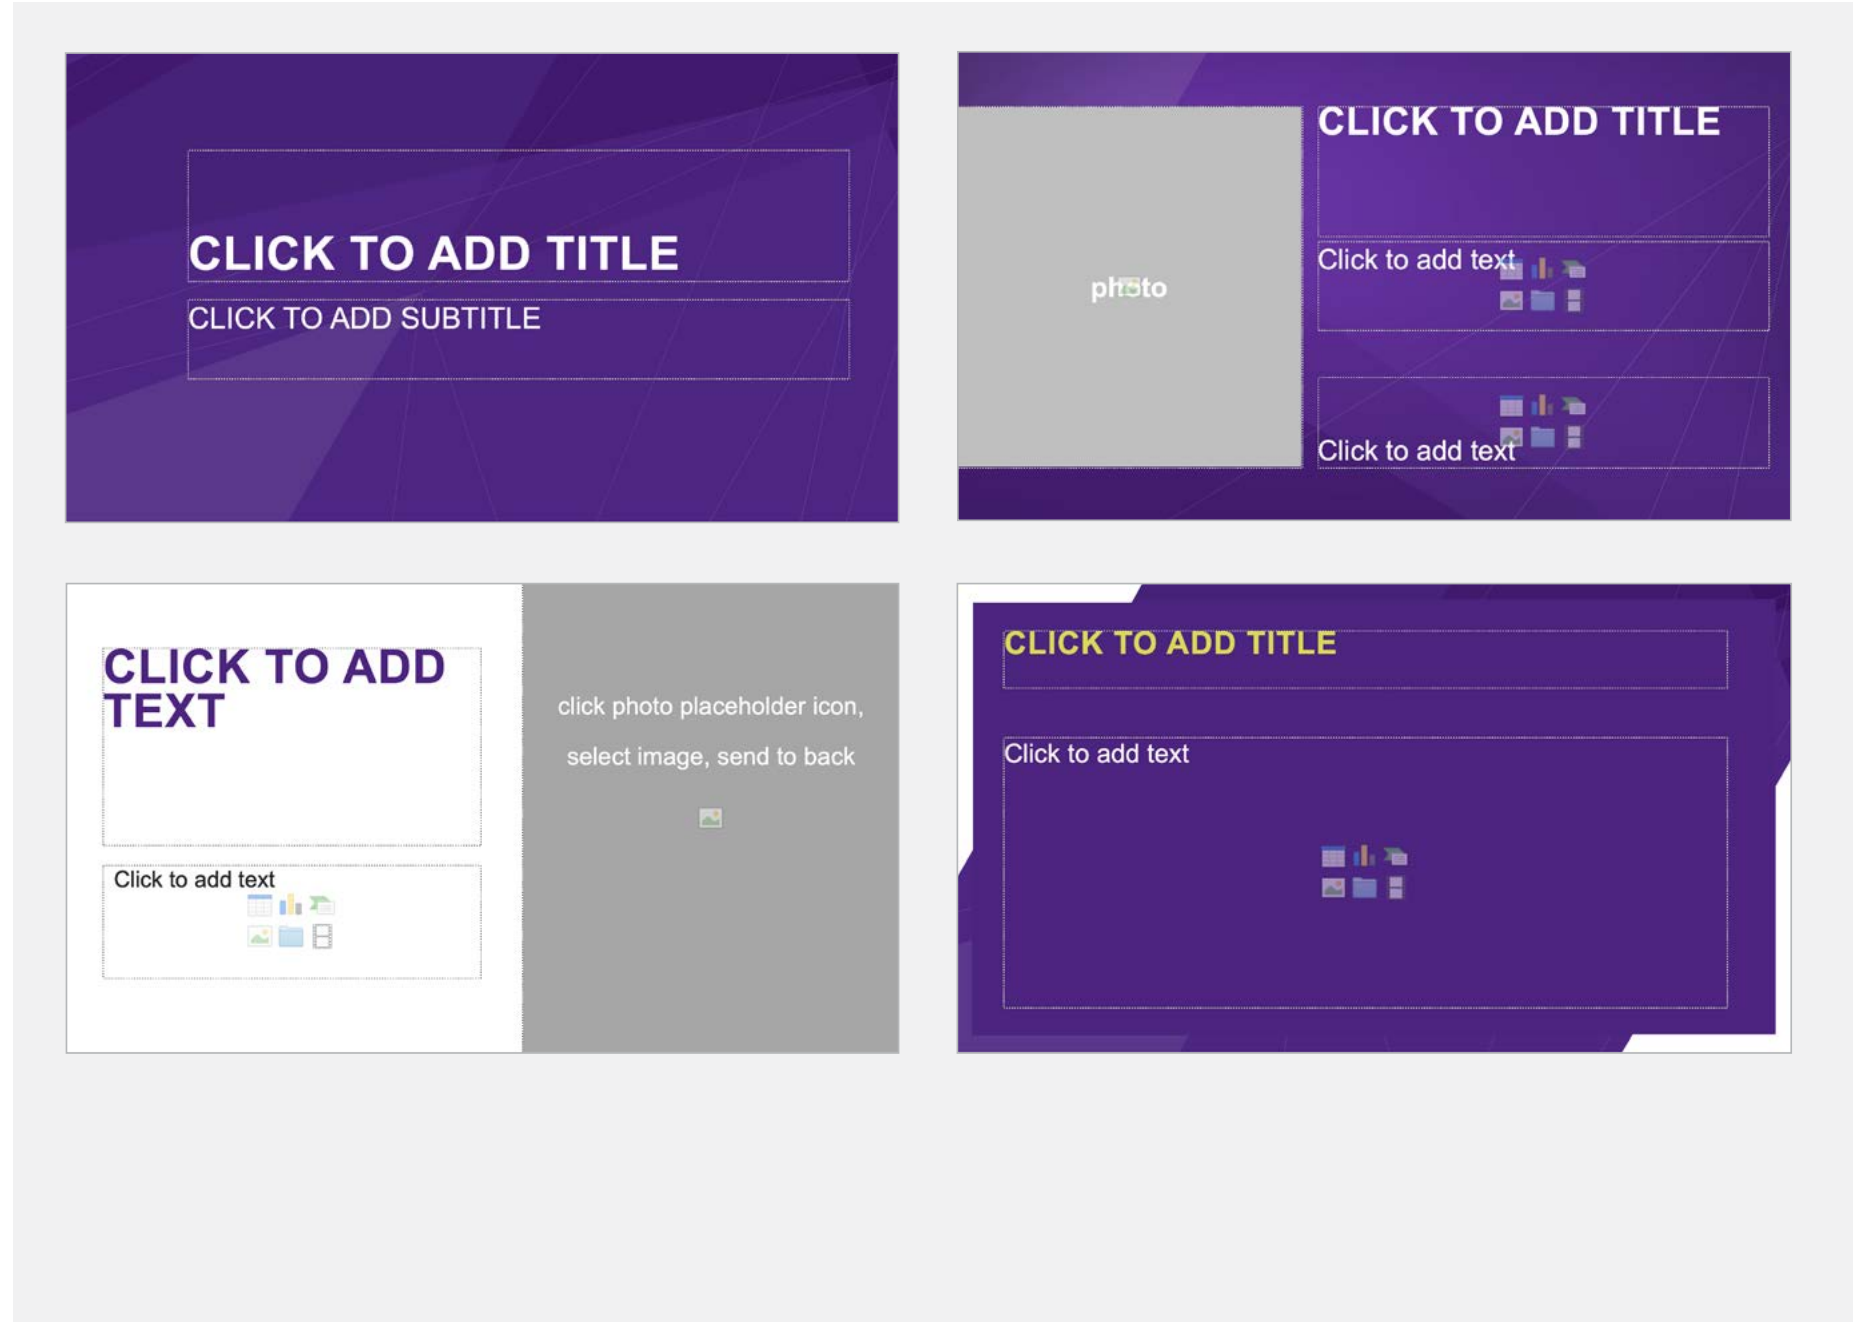 CLICK TO ADD TITLE
CLICK TO ADD SUBTITLE
photo
CLICK TO ADD TITLE
Click to add text
Click to add text
CLICK TO ADD
TEXT
Click to add text
click photo placeholder icon,
select image, send to back
CLICK TO ADD TITLE
Click to add text